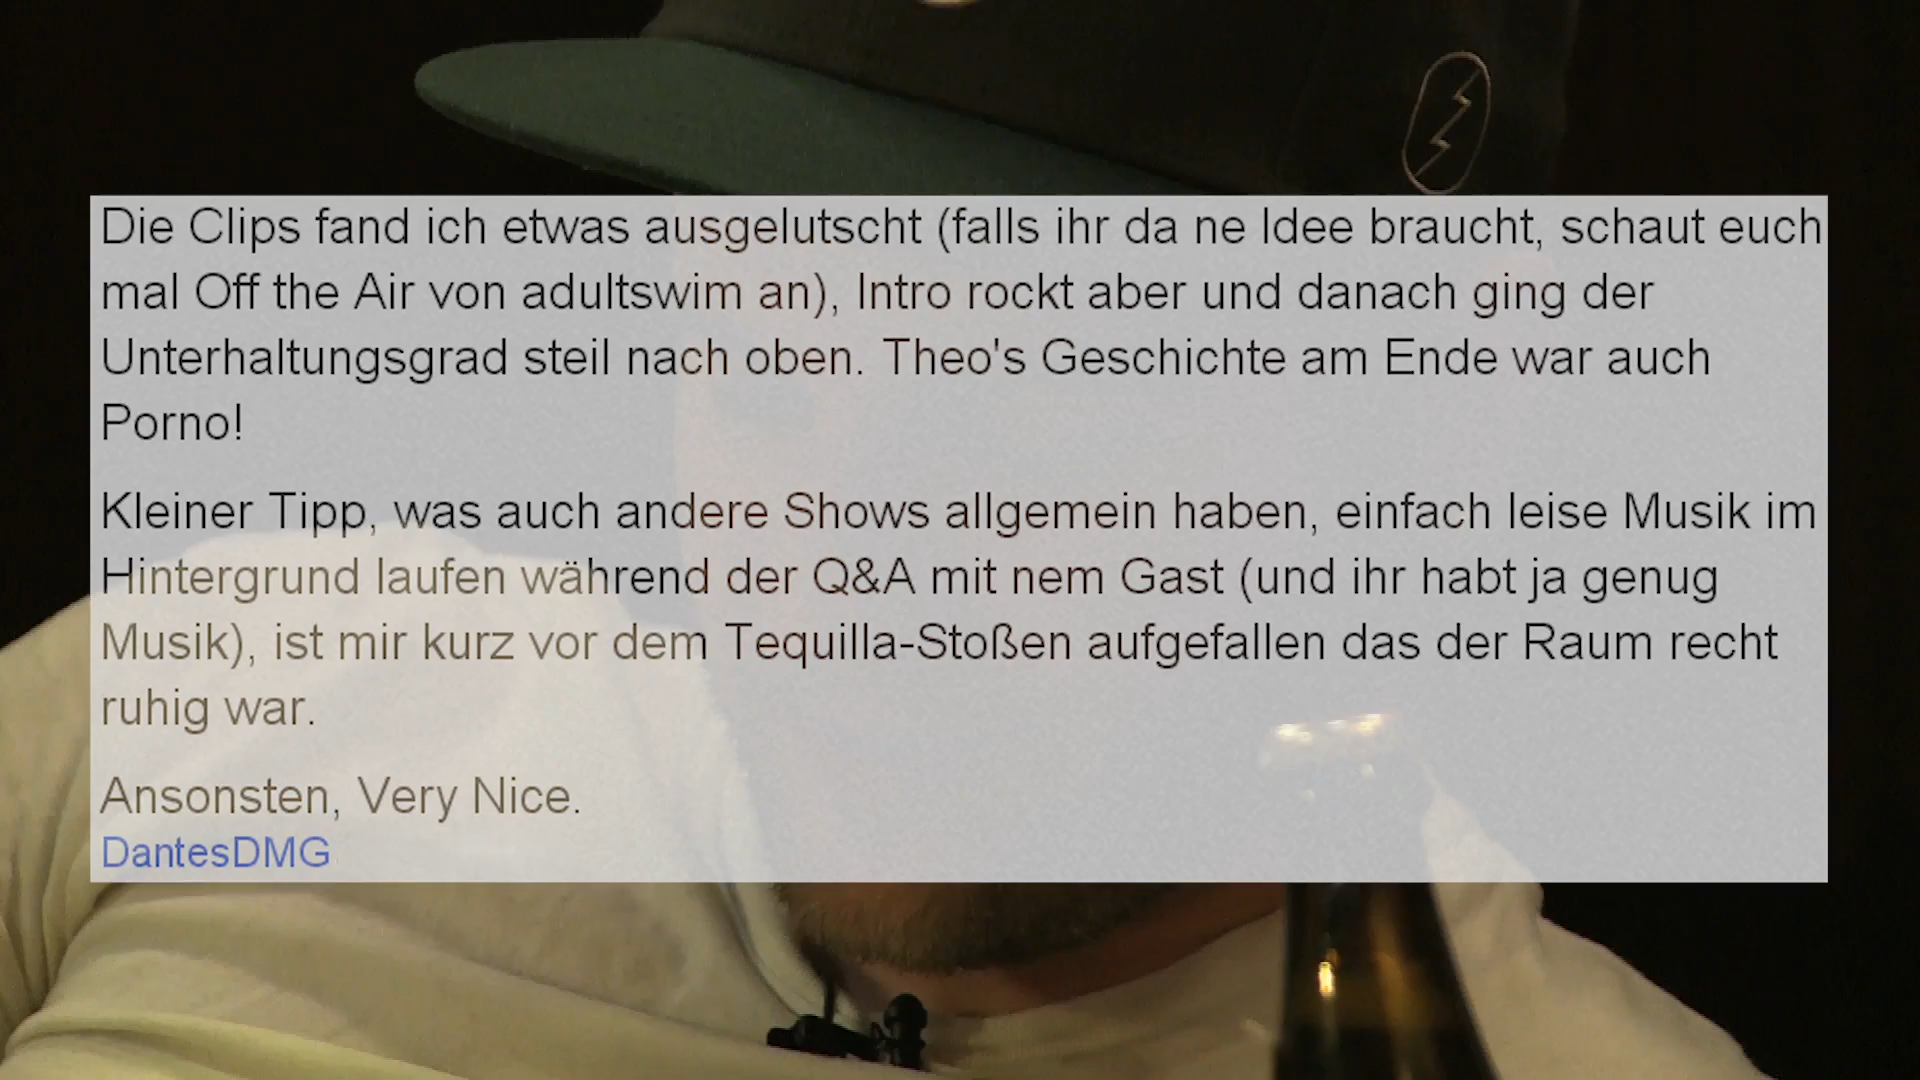 Die Clips fand ich etwas ausgelutscht (falls ihr da ne Idee braucht, schaut euch
mal Off the Air von adultswim an), Intro rockt aber und danach ging der
Unterhaltungsgrad steil nach oben. Theo's Geschichte am Ende war auch
Porno!
Kleiner Tipp, was auch andere Shows allgemein haben, einfach leise Musik im
Hintergrund laufen während der Q&A mit nem Gast (und ihr habt ja genug
Musik), ist mir kurz vor dem Tequilla-Stoßen aufgefallen das der Raum recht
ruhig war.
Ansonsten, Very Nice.
DantesDMG